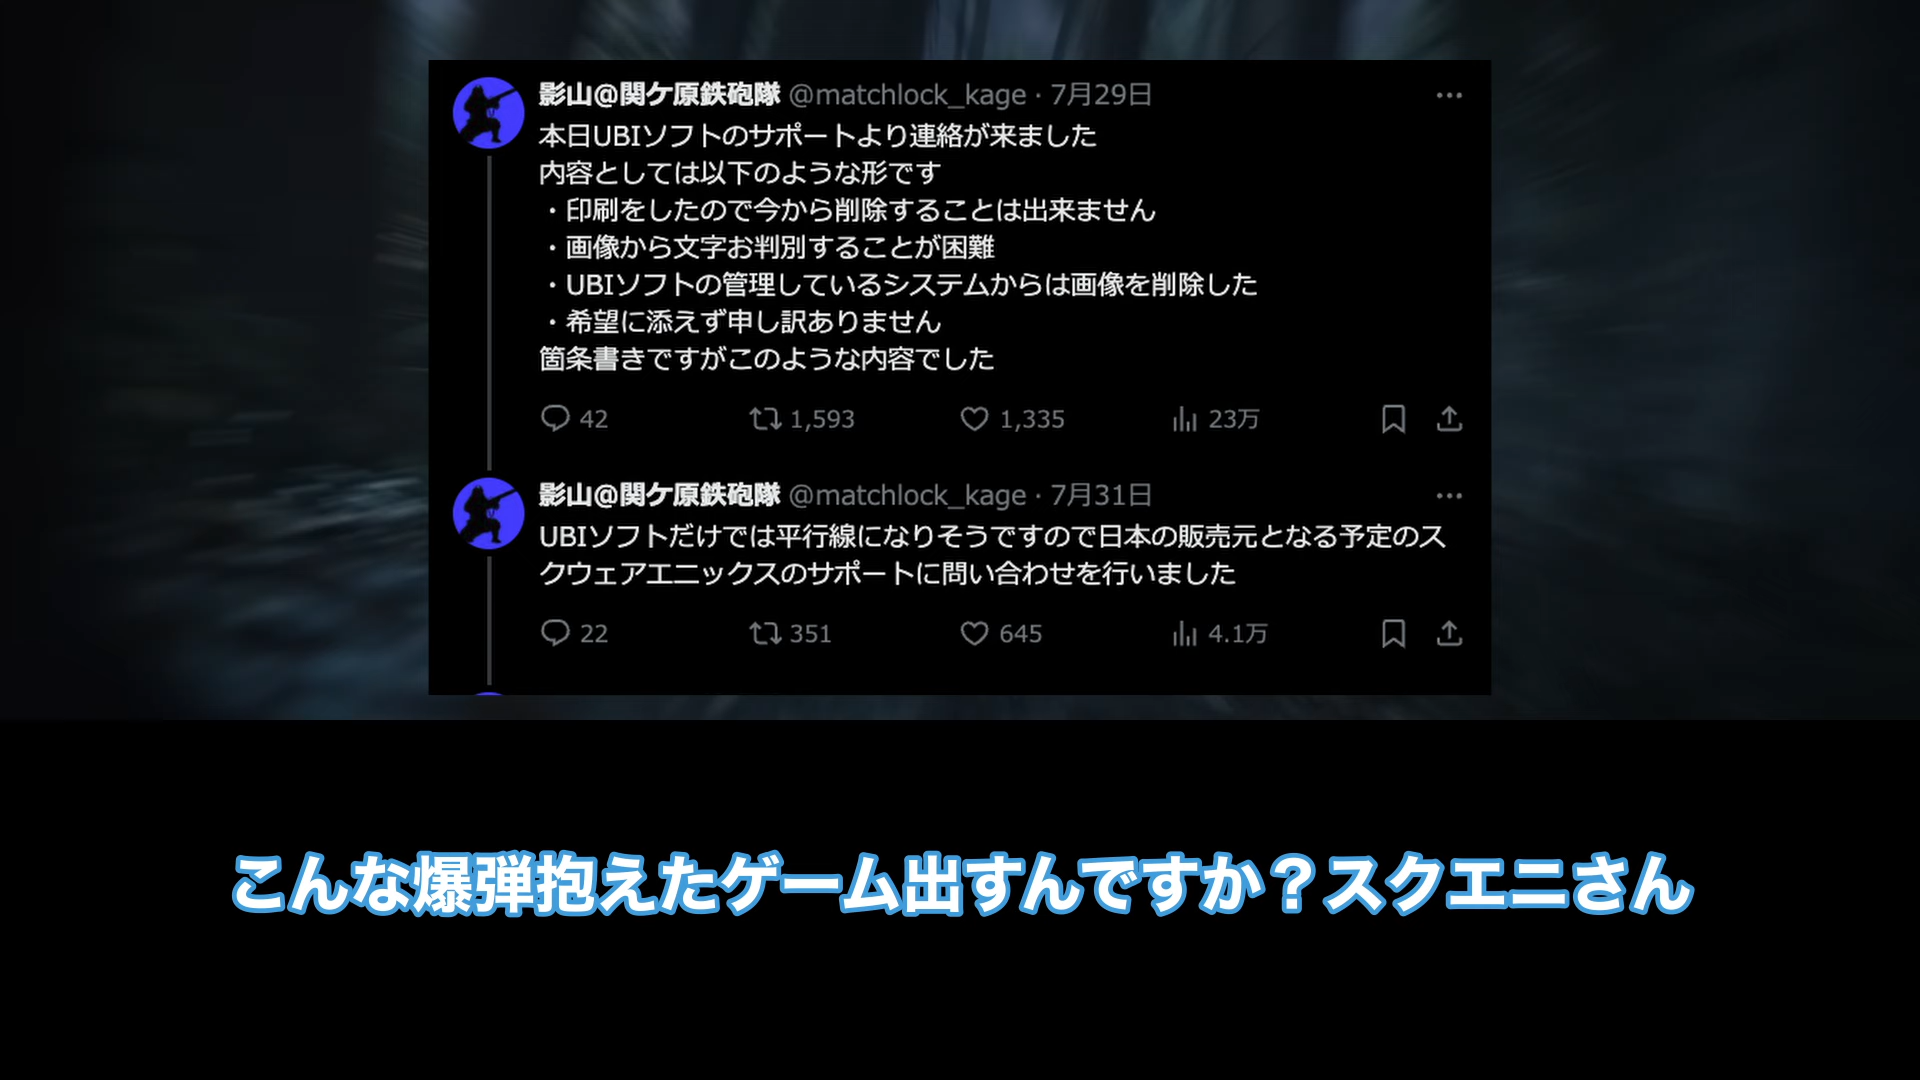 影山@関ケ原鉄砲隊 @matchlock_kage · 7月29日
本日UBIソフトのサポートより連絡が来ました
内容としては以下のような形です
・印刷をしたので今から削除することは出来ません
・画像から文字お判別することが困難
・UBIソフトの管理しているシステムからは画像を削除した
・希望に添えず申し訳ありません
箇条書きですがこのような内容でした
42 1,593 1,335 23万
影山@関ケ原鉄砲隊 @matchlock_kage · 7月31日
UBIソフトだけでは平行線になりそうですので日本の販売元となる予定のス
クウェアエニックスのサポートに問い合わせを行いました
22 351 645 4.1万
こんな爆弾抱えたゲーム出すんですか？スクエニさん